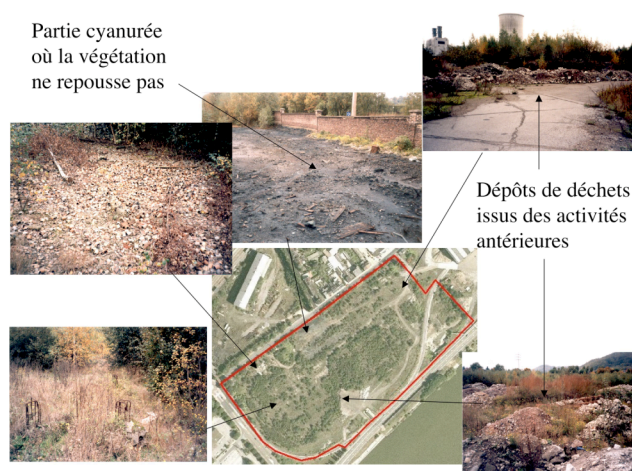 Partie cyanurée
où la végétation
ne repousse pas
Dépôts de déchets
issus des activités
antérieures